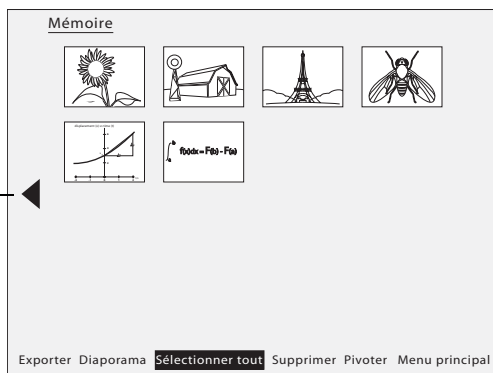 Mémoire
f(x)dx = F(b) - F(a)
Exporter Diaporama Sélectionner tout Supprimer Pivoter Menu principal